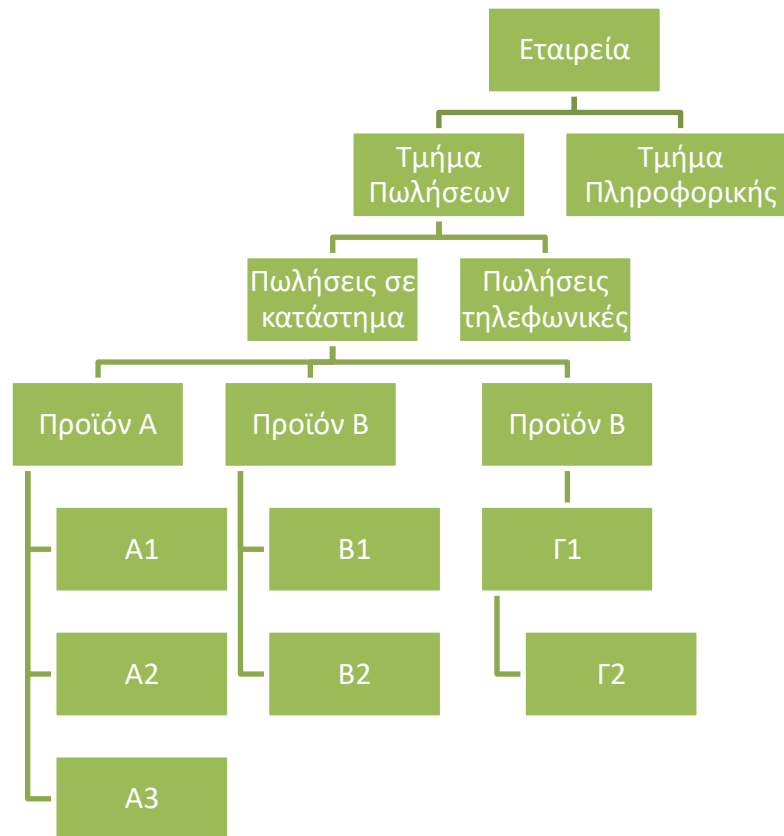 Εταιρεία
Τμήμα
Πωλήσεων
Τμήμα
Πληροφορικής
Πωλήσεις σε
κατάστημα
Πωλήσεις
τηλεφωνικές
Προϊόν Α
Προϊόν Β
Προϊόν Β
Α1
Β1
Γ1
Α2
Β2
Γ2
Α3